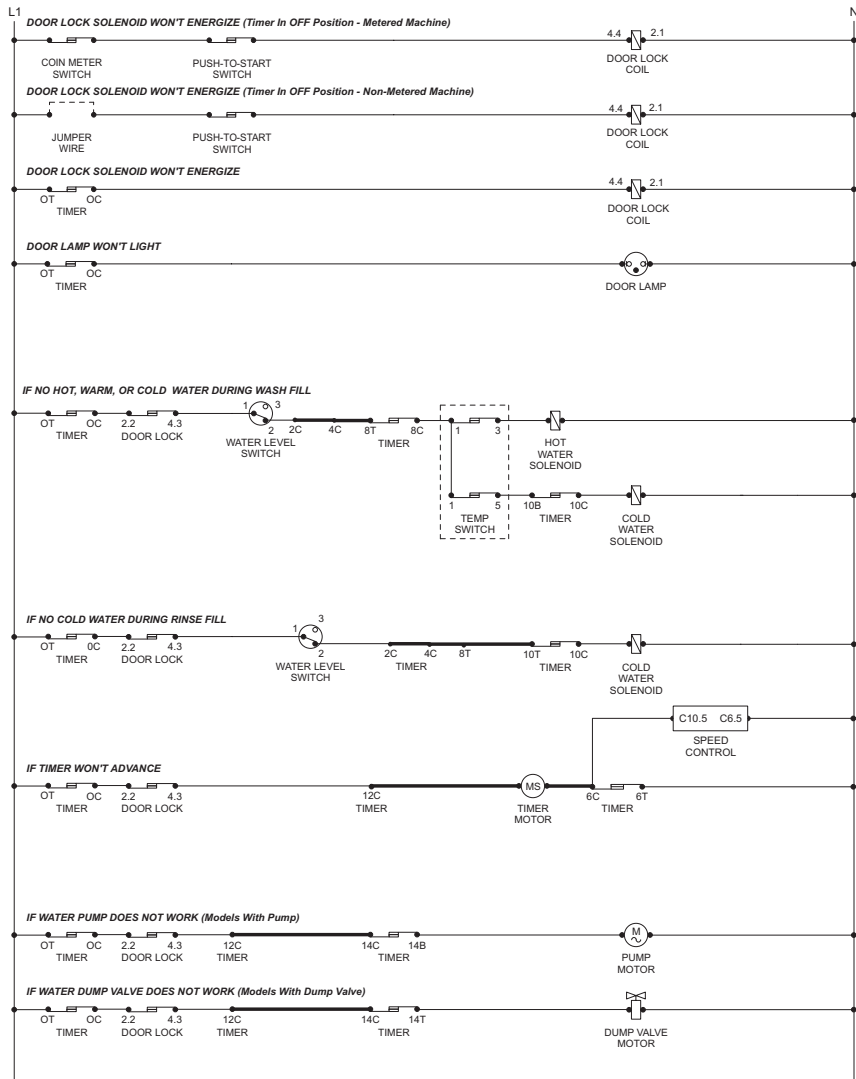 L1 N
DOOR LOCK SOLENOID WON'T ENERGIZE (Timer In OFF Position - Metered Machine)
4.4 2.1
COIN METER SWITCH
PUSH-TO-START SWITCH
DOOR LOCK COIL
DOOR LOCK SOLENOID WON'T ENERGIZE (Timer In OFF Position - Non-Metered Machine)
4.4 2.1
JUMPER WIRE
PUSH-TO-START SWITCH
DOOR LOCK COIL
DOOR LOCK SOLENOID WON'T ENERGIZE
4.4 2.1
OT OC
TIMER
DOOR LOCK COIL
DOOR LAMP WON'T LIGHT
OT OC
TIMER
DOOR LAMP
IF NO HOT, WARM, OR COLD WATER DURING WASH FILL
1 3
OT OC 2.2 4.3 2 2C 4C 8T 8C 1 3
TIMER DOOR LOCK
WATER LEVEL SWITCH
TIMER
HOT WATER SOLENOID
1 5 10B 10C
TEMP SWITCH
TIMER
COLD WATER SOLENOID
IF NO COLD WATER DURING RINSE FILL
3
1
OT 0C 2.2 4.3 2 2C 4C 8T 10T 10C
TIMER DOOR LOCK
WATER LEVEL SWITCH
TIMER TIMER
COLD WATER SOLENOID
C10.5 C6.5
SPEED CONTROL
IF TIMER WON'T ADVANCE
MS
OT OC 2.2 4.3 12C 6C 6T
TIMER DOOR LOCK TIMER
TIMER MOTOR
TIMER
IF WATER PUMP DOES NOT WORK (Models With Pump)
M
OT OC 2.2 4.3 12C 14C 14B
TIMER DOOR LOCK TIMER TIMER
PUMP MOTOR
IF WATER DUMP VALVE DOES NOT WORK (Models With Dump Valve)
OT OC 2.2 4.3 12C 14C 14T
TIMER DOOR LOCK TIMER TIMER
DUMP VALVE MOTOR